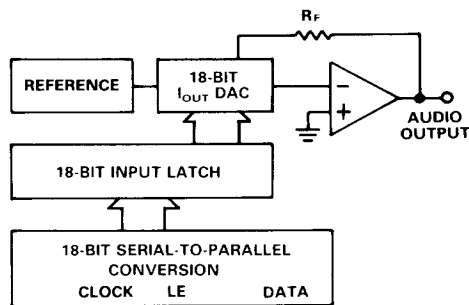 RF
REFERENCE
18-BIT
IOUT DAC
−
+
AUDIO
OUTPUT
18-BIT INPUT LATCH
18-BIT SERIAL-TO-PARALLEL
CONVERSION
CLOCK LE DATA